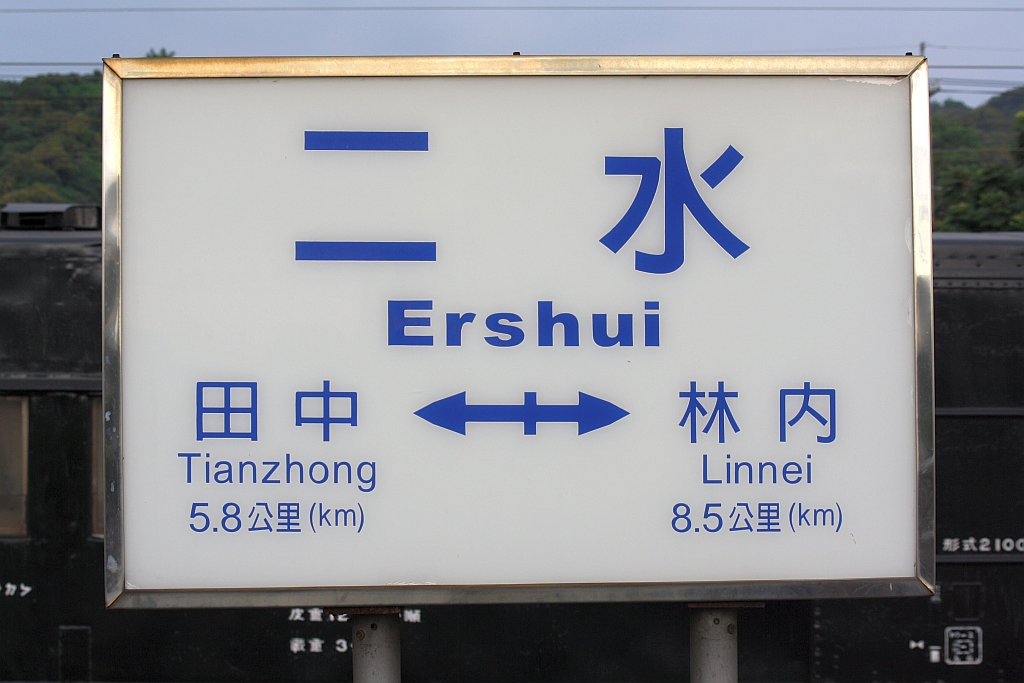 二 水
Ershui
田 中
Tianzhong
5.8公里(km)
林 内
Linnei
8.5公里(km)
形式2100